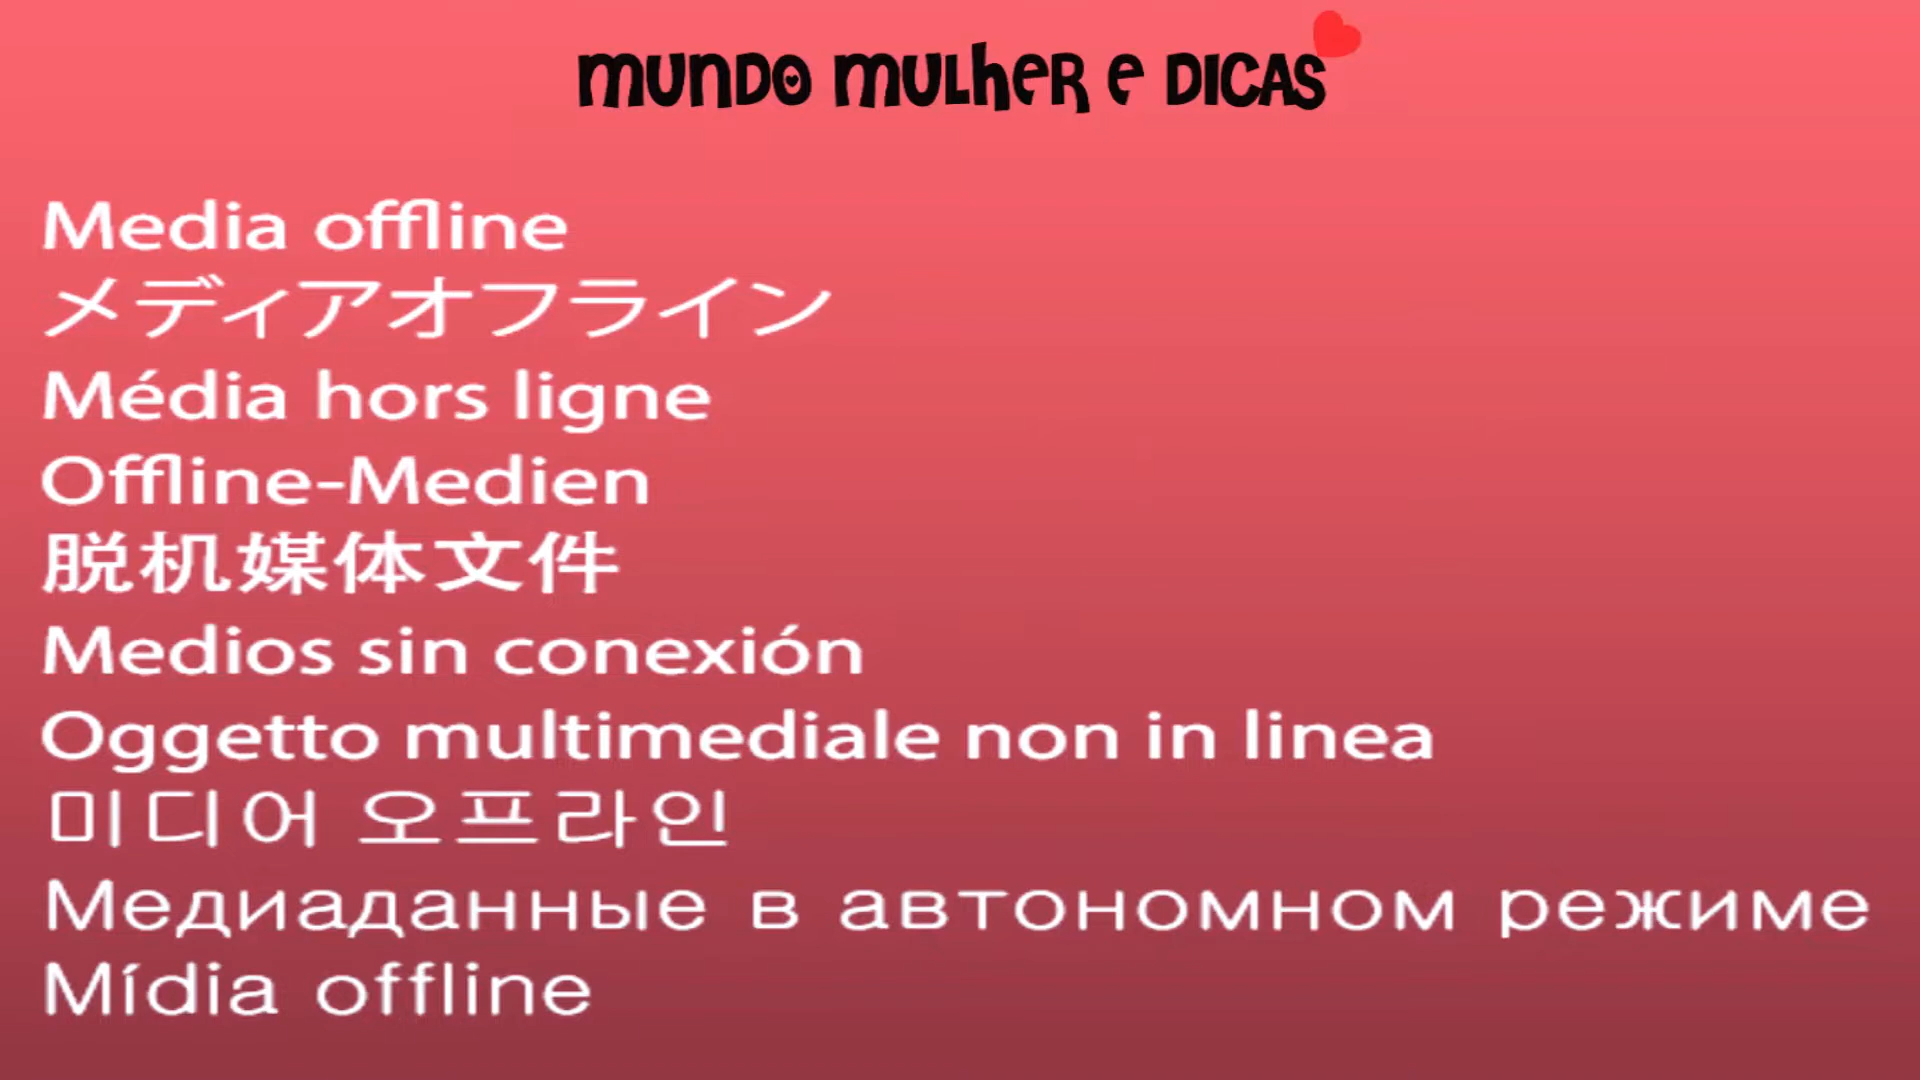 MUNDO MULHER E DICAS
Media offline
メディアオフライン
Média hors ligne
Offline-Medien
脱机媒体文件
Medios sin conexión
Oggetto multimediale non in linea
미디어 오프라인
Медиаданные в автономном режиме
Mídia offline